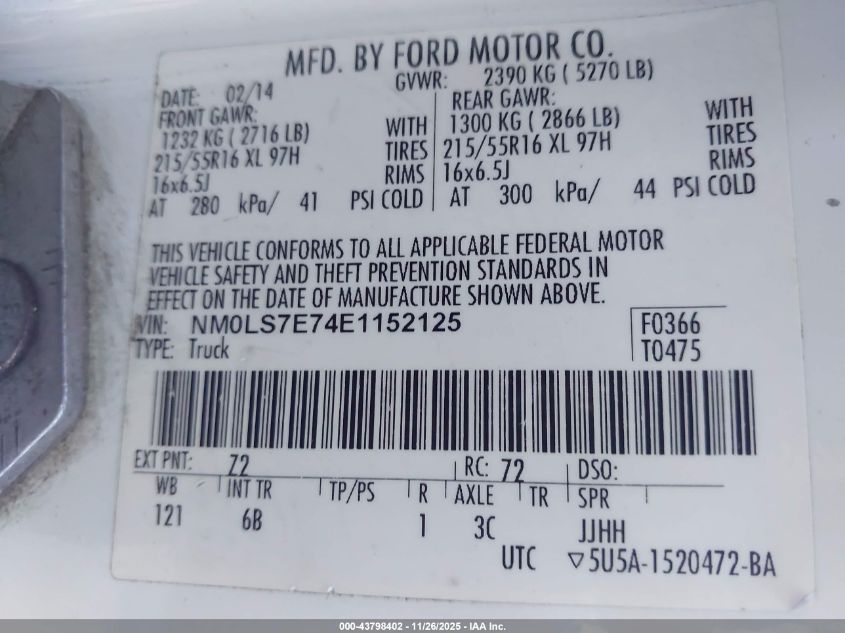 MFD. BY FORD MOTOR CO.
DATE: 02/14 GVWR: 2390 KG ( 5270 LB)
FRONT GAWR: REAR GAWR:
1232 KG ( 2716 LB) WITH 1300 KG ( 2866 LB) WITH
215/55R16 XL 97H TIRES 215/55R16 XL 97H TIRES
16x6.5J RIMS 16x6.5J RIMS
AT 280 kPa/ 41 PSI COLD AT 300 kPa/ 44 PSI COLD
THIS VEHICLE CONFORMS TO ALL APPLICABLE FEDERAL MOTOR
VEHICLE SAFETY AND THEFT PREVENTION STANDARDS IN
EFFECT ON THE DATE OF MANUFACTURE SHOWN ABOVE.
VIN: NM0LS7E74E1152125 F0366
TYPE: Truck T0475
EXT PNT: Z2 RC: 72 DSO:
WB INT TR TP/PS R AXLE TR SPR
121 6B 1 3C JJHH
UTC ▽5U5A-1520472-BA
000-43798402 - 11/26/2025 - IAA Inc.